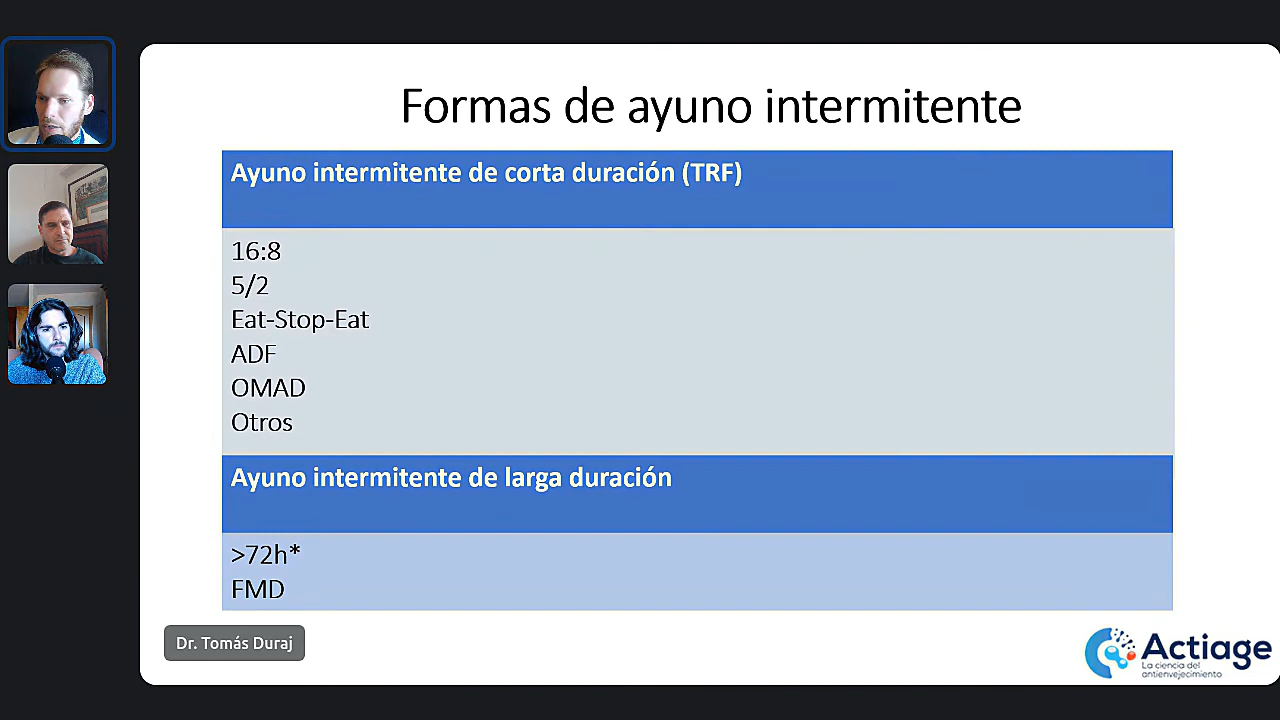 Formas de ayuno intermitente
Ayuno intermitente de corta duración (TRF)
16:8
5/2
Eat-Stop-Eat
ADF
OMAD
Otros
Ayuno intermitente de larga duración
>72h*
FMD
Dr. Tomás Duraj
Actiage
La ciencia del
antienvejecimiento